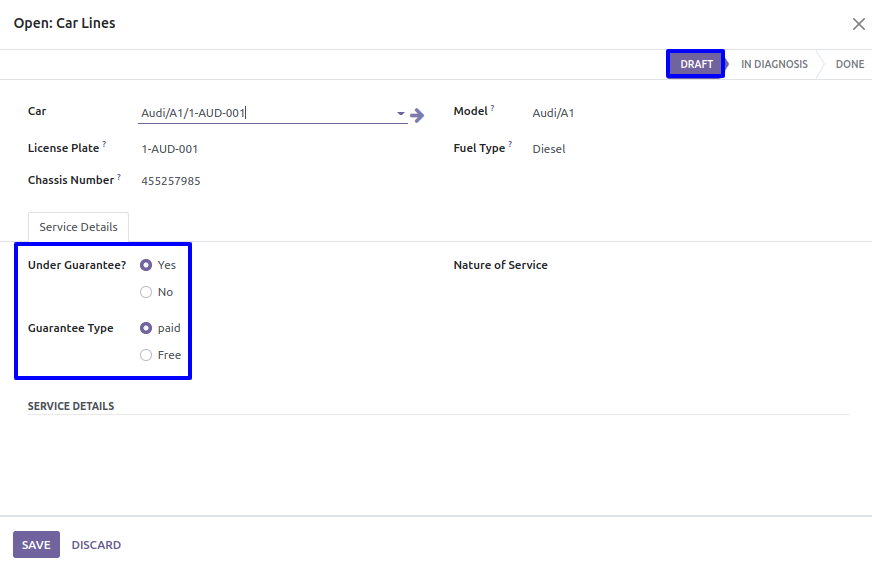 Open: Car Lines
DRAFT IN DIAGNOSIS DONE
Car Audi/A1/1-AUD-001 Model ? Audi/A1
License Plate ? 1-AUD-001 Fuel Type ? Diesel
Chassis Number ? 455257985
Service Details
Under Guarantee? Yes Nature of Service
No
Guarantee Type paid
Free
SERVICE DETAILS
SAVE DISCARD